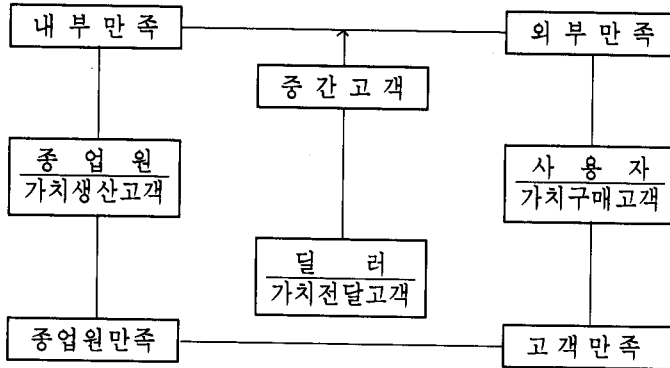 내부만족
외부만족
중간고객
종업원
가치생산고객
사용자
가치구매고객
딜러
가치전달고객
종업원만족
고객만족